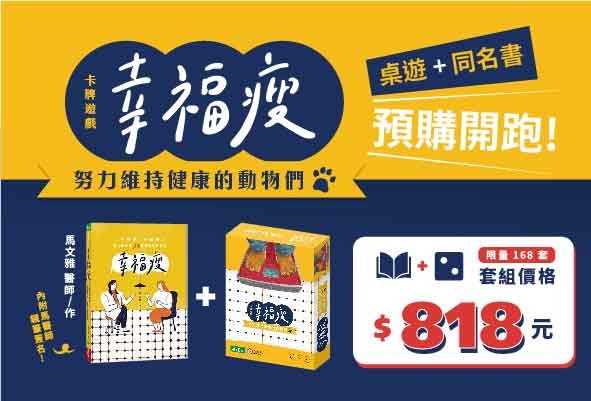 卡牌遊戲
幸福瘦
努力維持健康的動物們
桌遊+同名書
預購開跑!
馬文雅 醫師/作
內附馬醫師
親筆簽名!
幸福瘦
+
幸福瘦
+
限量 168 套
套組價格
$818元